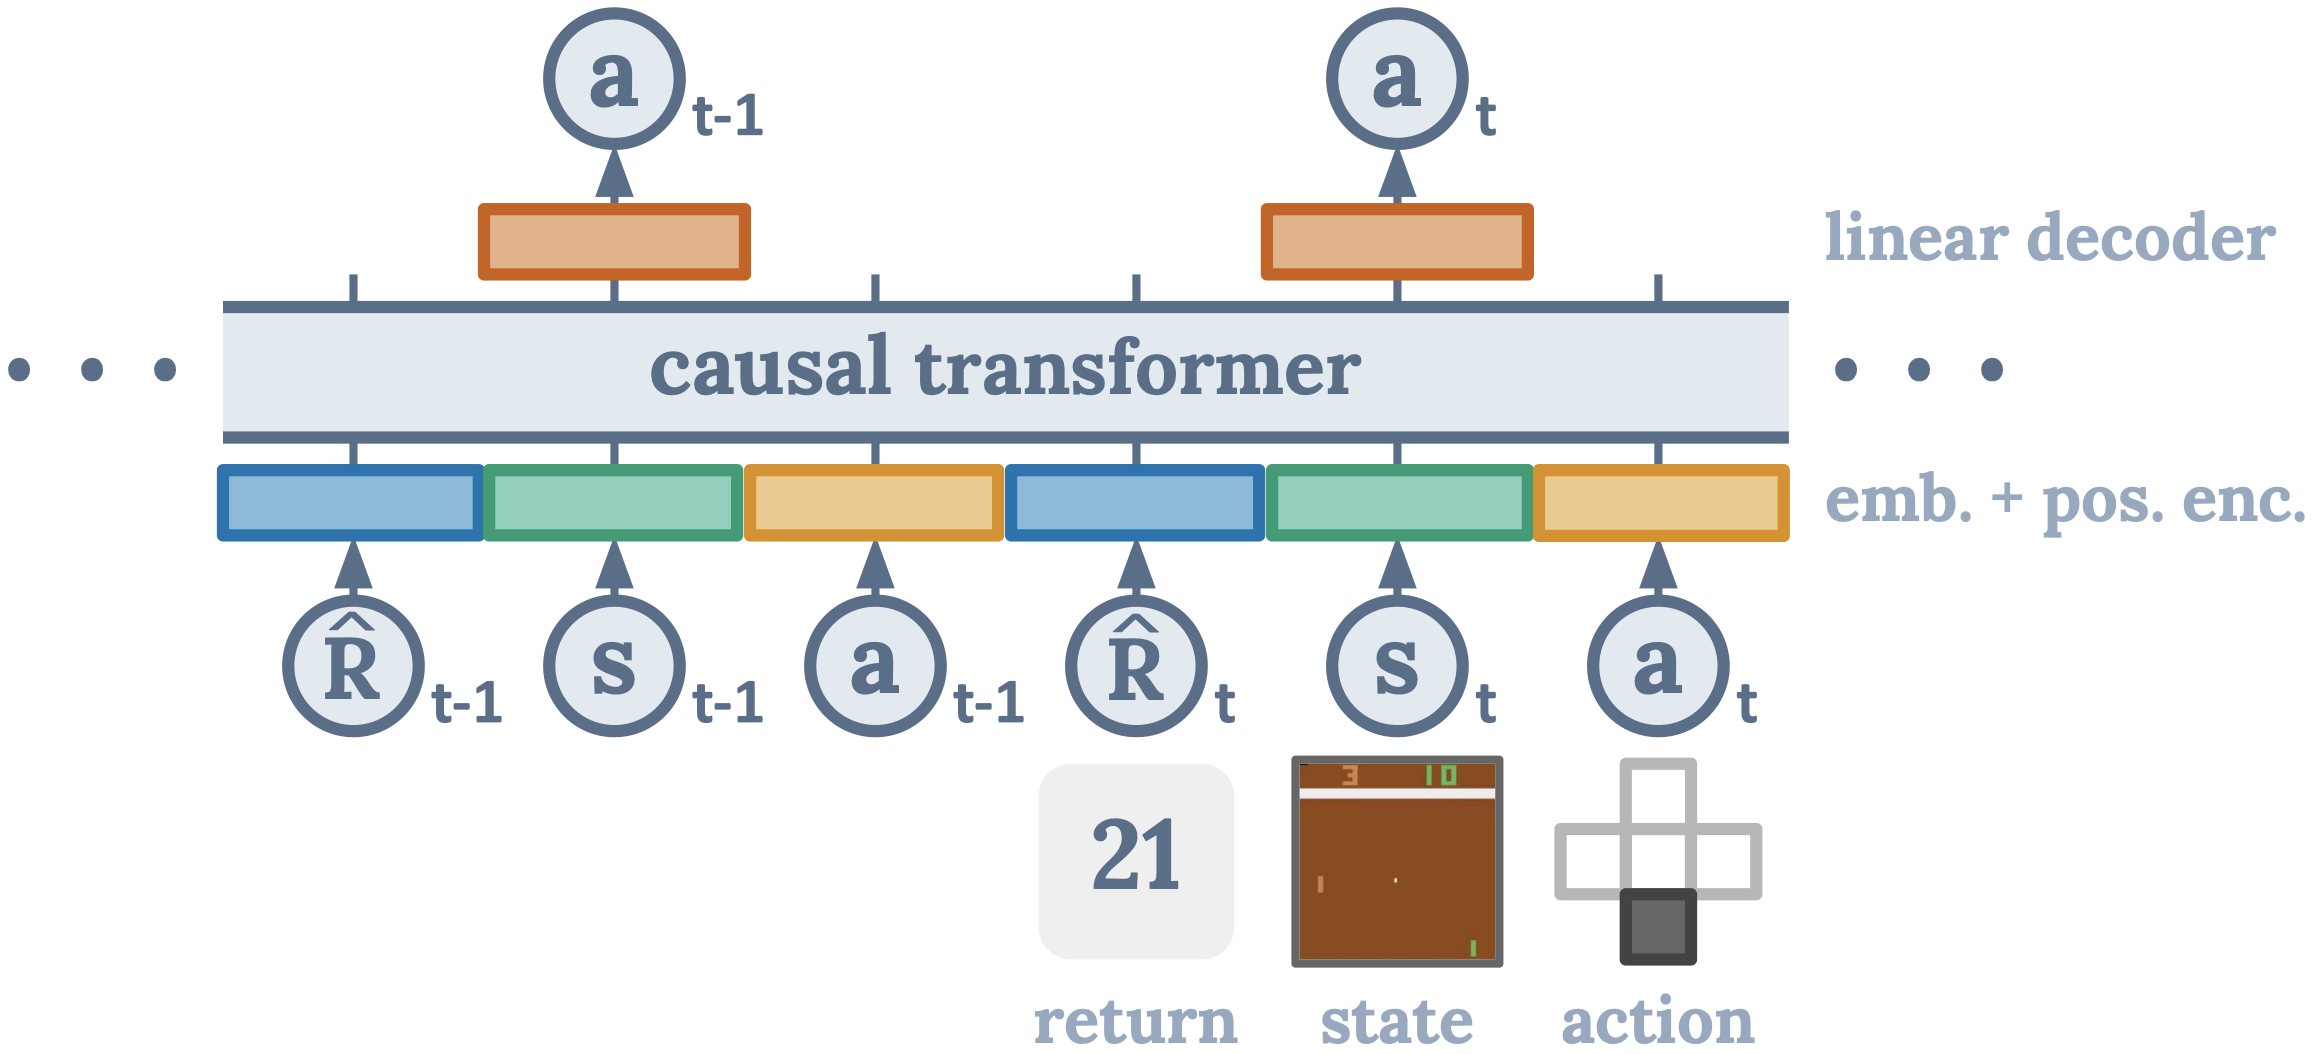 a t-1 a t
linear decoder
causal transformer
emb. + pos. enc.
R̂ t-1 s t-1 a t-1 R̂ t s t a t
3 10
21
return state action